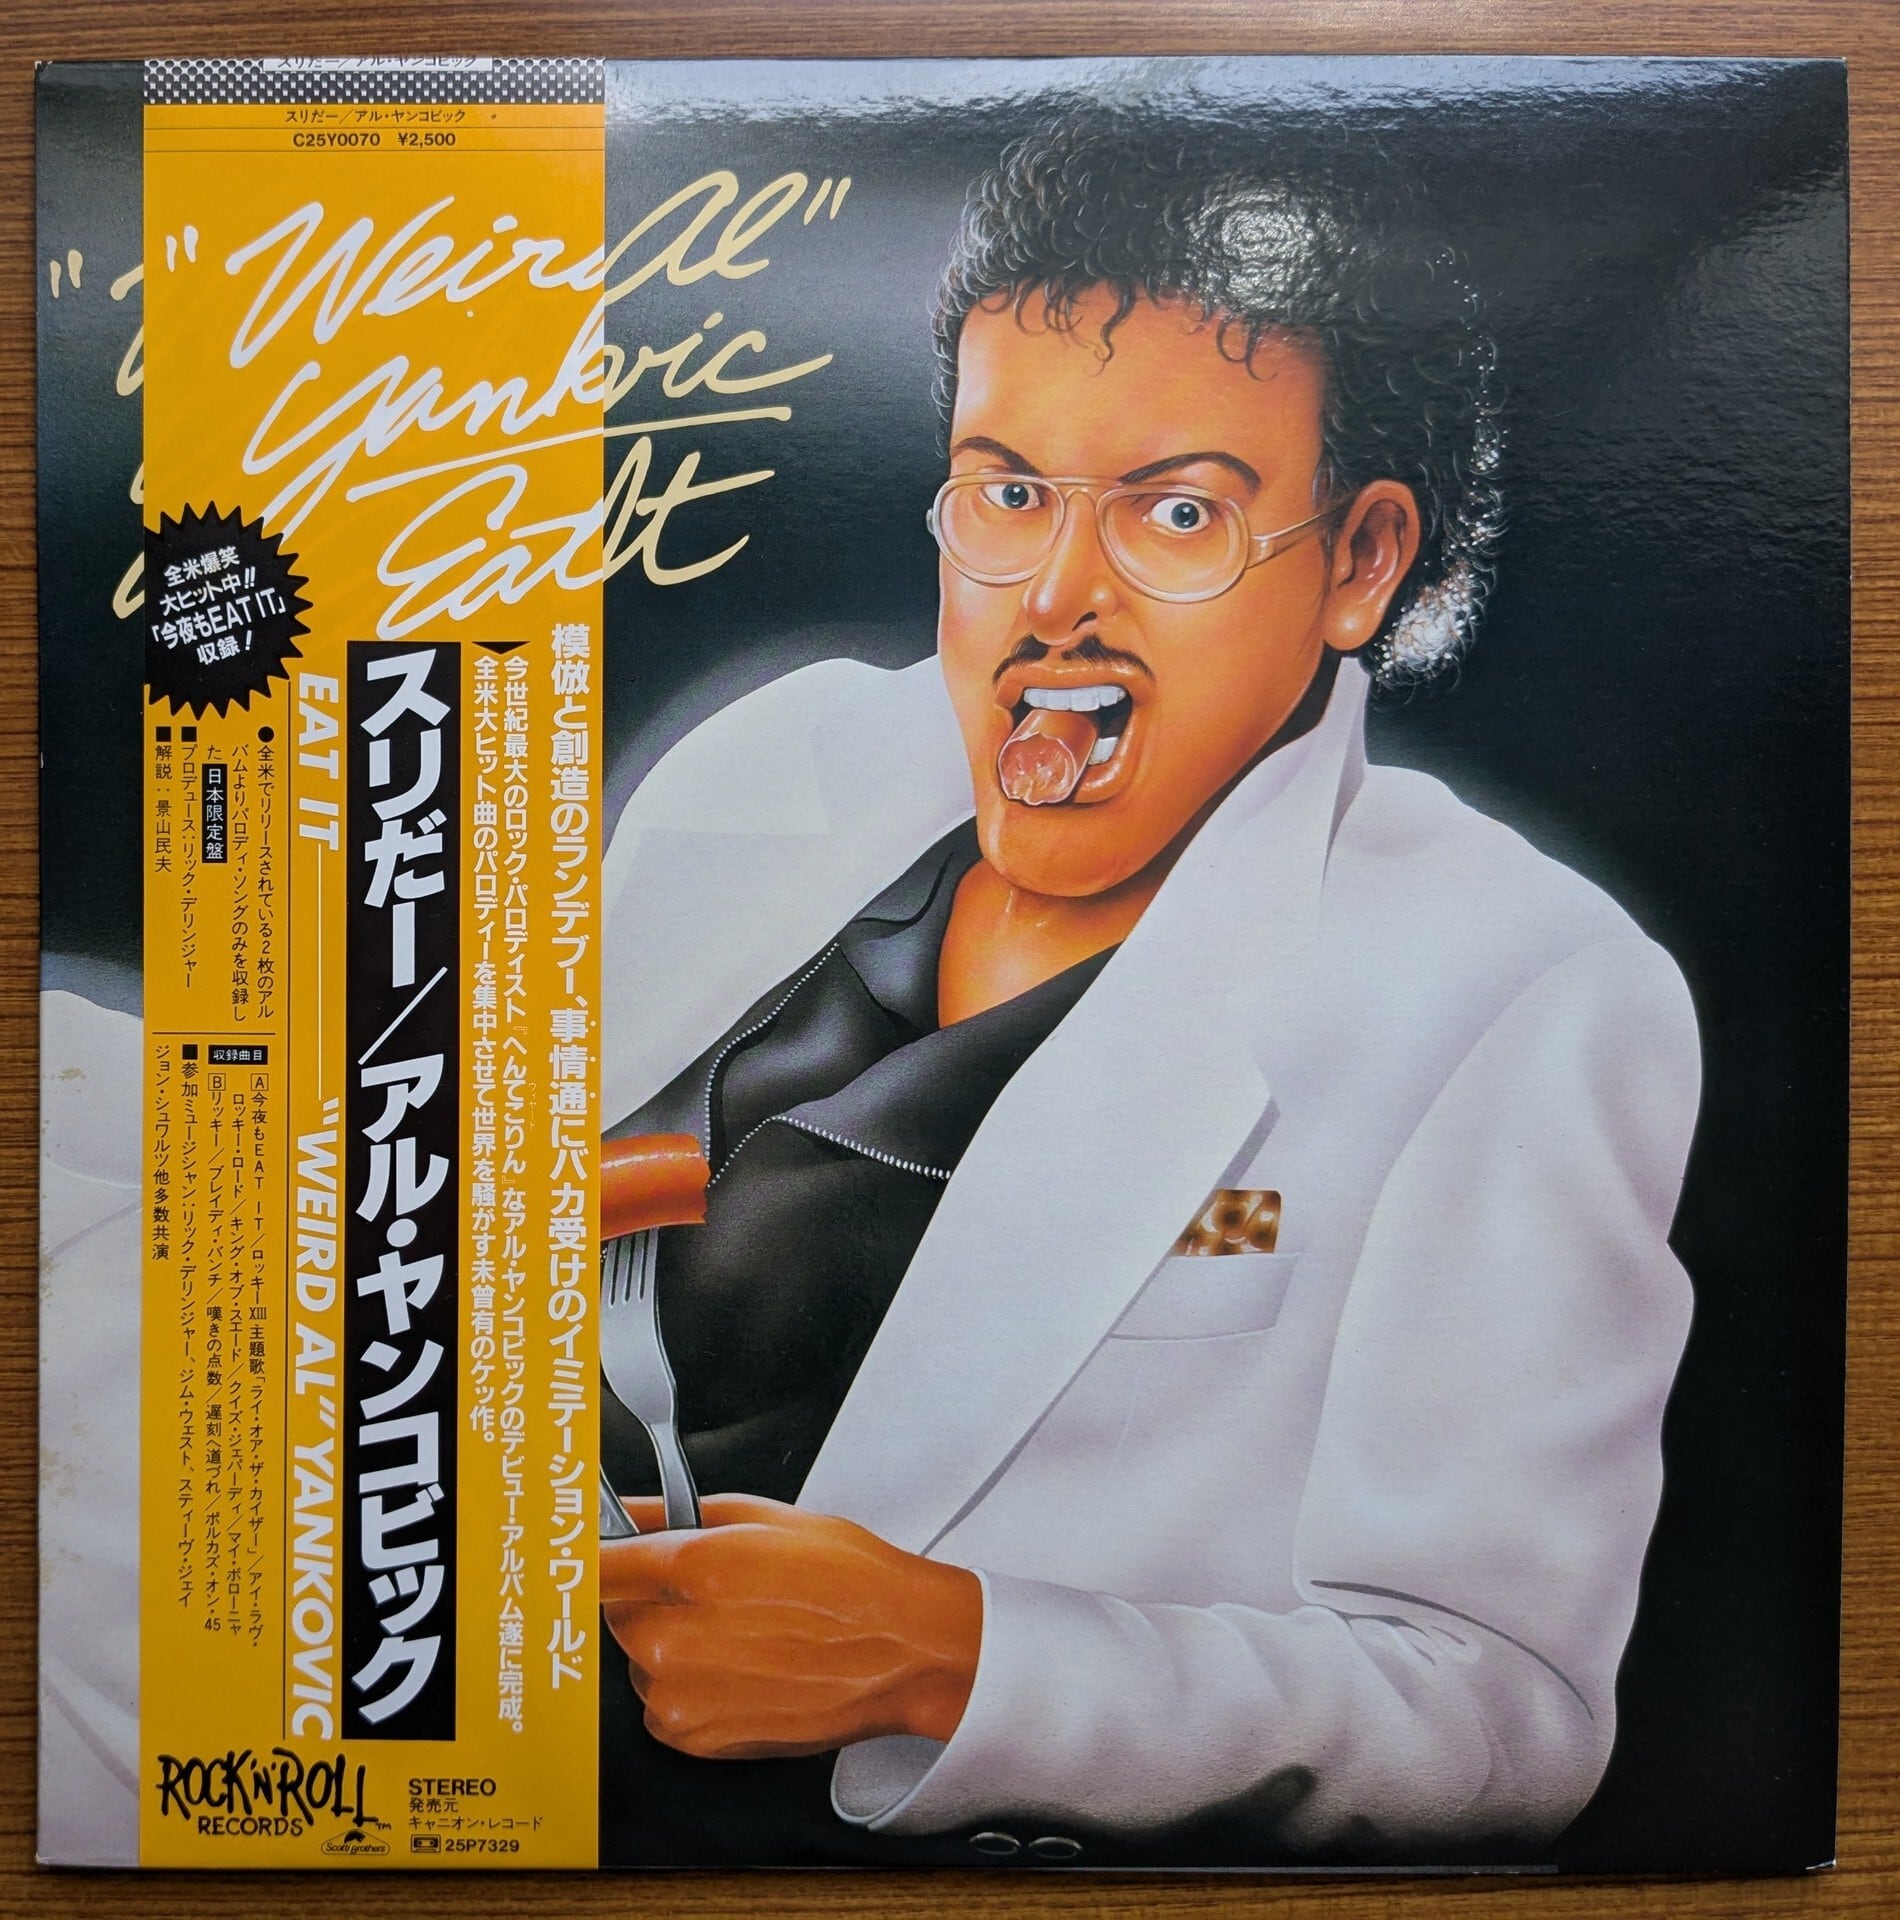 スリだー／アル・ヤンコビック
スリだー／アル・ヤンコビック
C25Y0070 ¥2,500
"Weird Al"
Yankovic
Eat It
全米爆笑
大ヒット中!!
「今夜もEAT IT」
収録！
模倣と創造のランデブー、事情通にバカ受けのイミテーション・ワールド
今世紀最大のロック・パロディスト『へんてこりん』なアル・ヤンコビックのデビュー・アルバム遂に完成。
ウィヤード
全米大ヒット曲のパロディーを集中させて世界を騒がす未曾有のケッ作。
スリだー／アル・ヤンコビック
EAT IT — "WEIRD AL" YANKOVIC
●全米でリリースされている2枚のアル
バムよりパロディ・ソングのみを収録し
た 日本限定盤
■プロデュース：リック・デリンジャー
■解説：景山民夫
収録曲目
A 今夜もEAT IT／ロッキーXIII主題歌「ライ・オア・ザ・カイザー」／アイ・ラヴ・
ロッキー・ロード／キング・オブ・スエード／クイズ・ジェパーディ／マイ・ボローニャ
B リッキー／ブレイディ・バンチ／嘆きの点数／遅刻へ道づれ／ポルカズ・オン・45
■参加ミュージシャン：リック・デリンジャー、ジム・ウェスト、スティーヴ・ジェイ
ジョン・シュワルツ他多数共演
ROCK'N'ROLL TM
RECORDS
Scotti Brothers
STEREO
発売元
キャニオン・レコード
25P7329